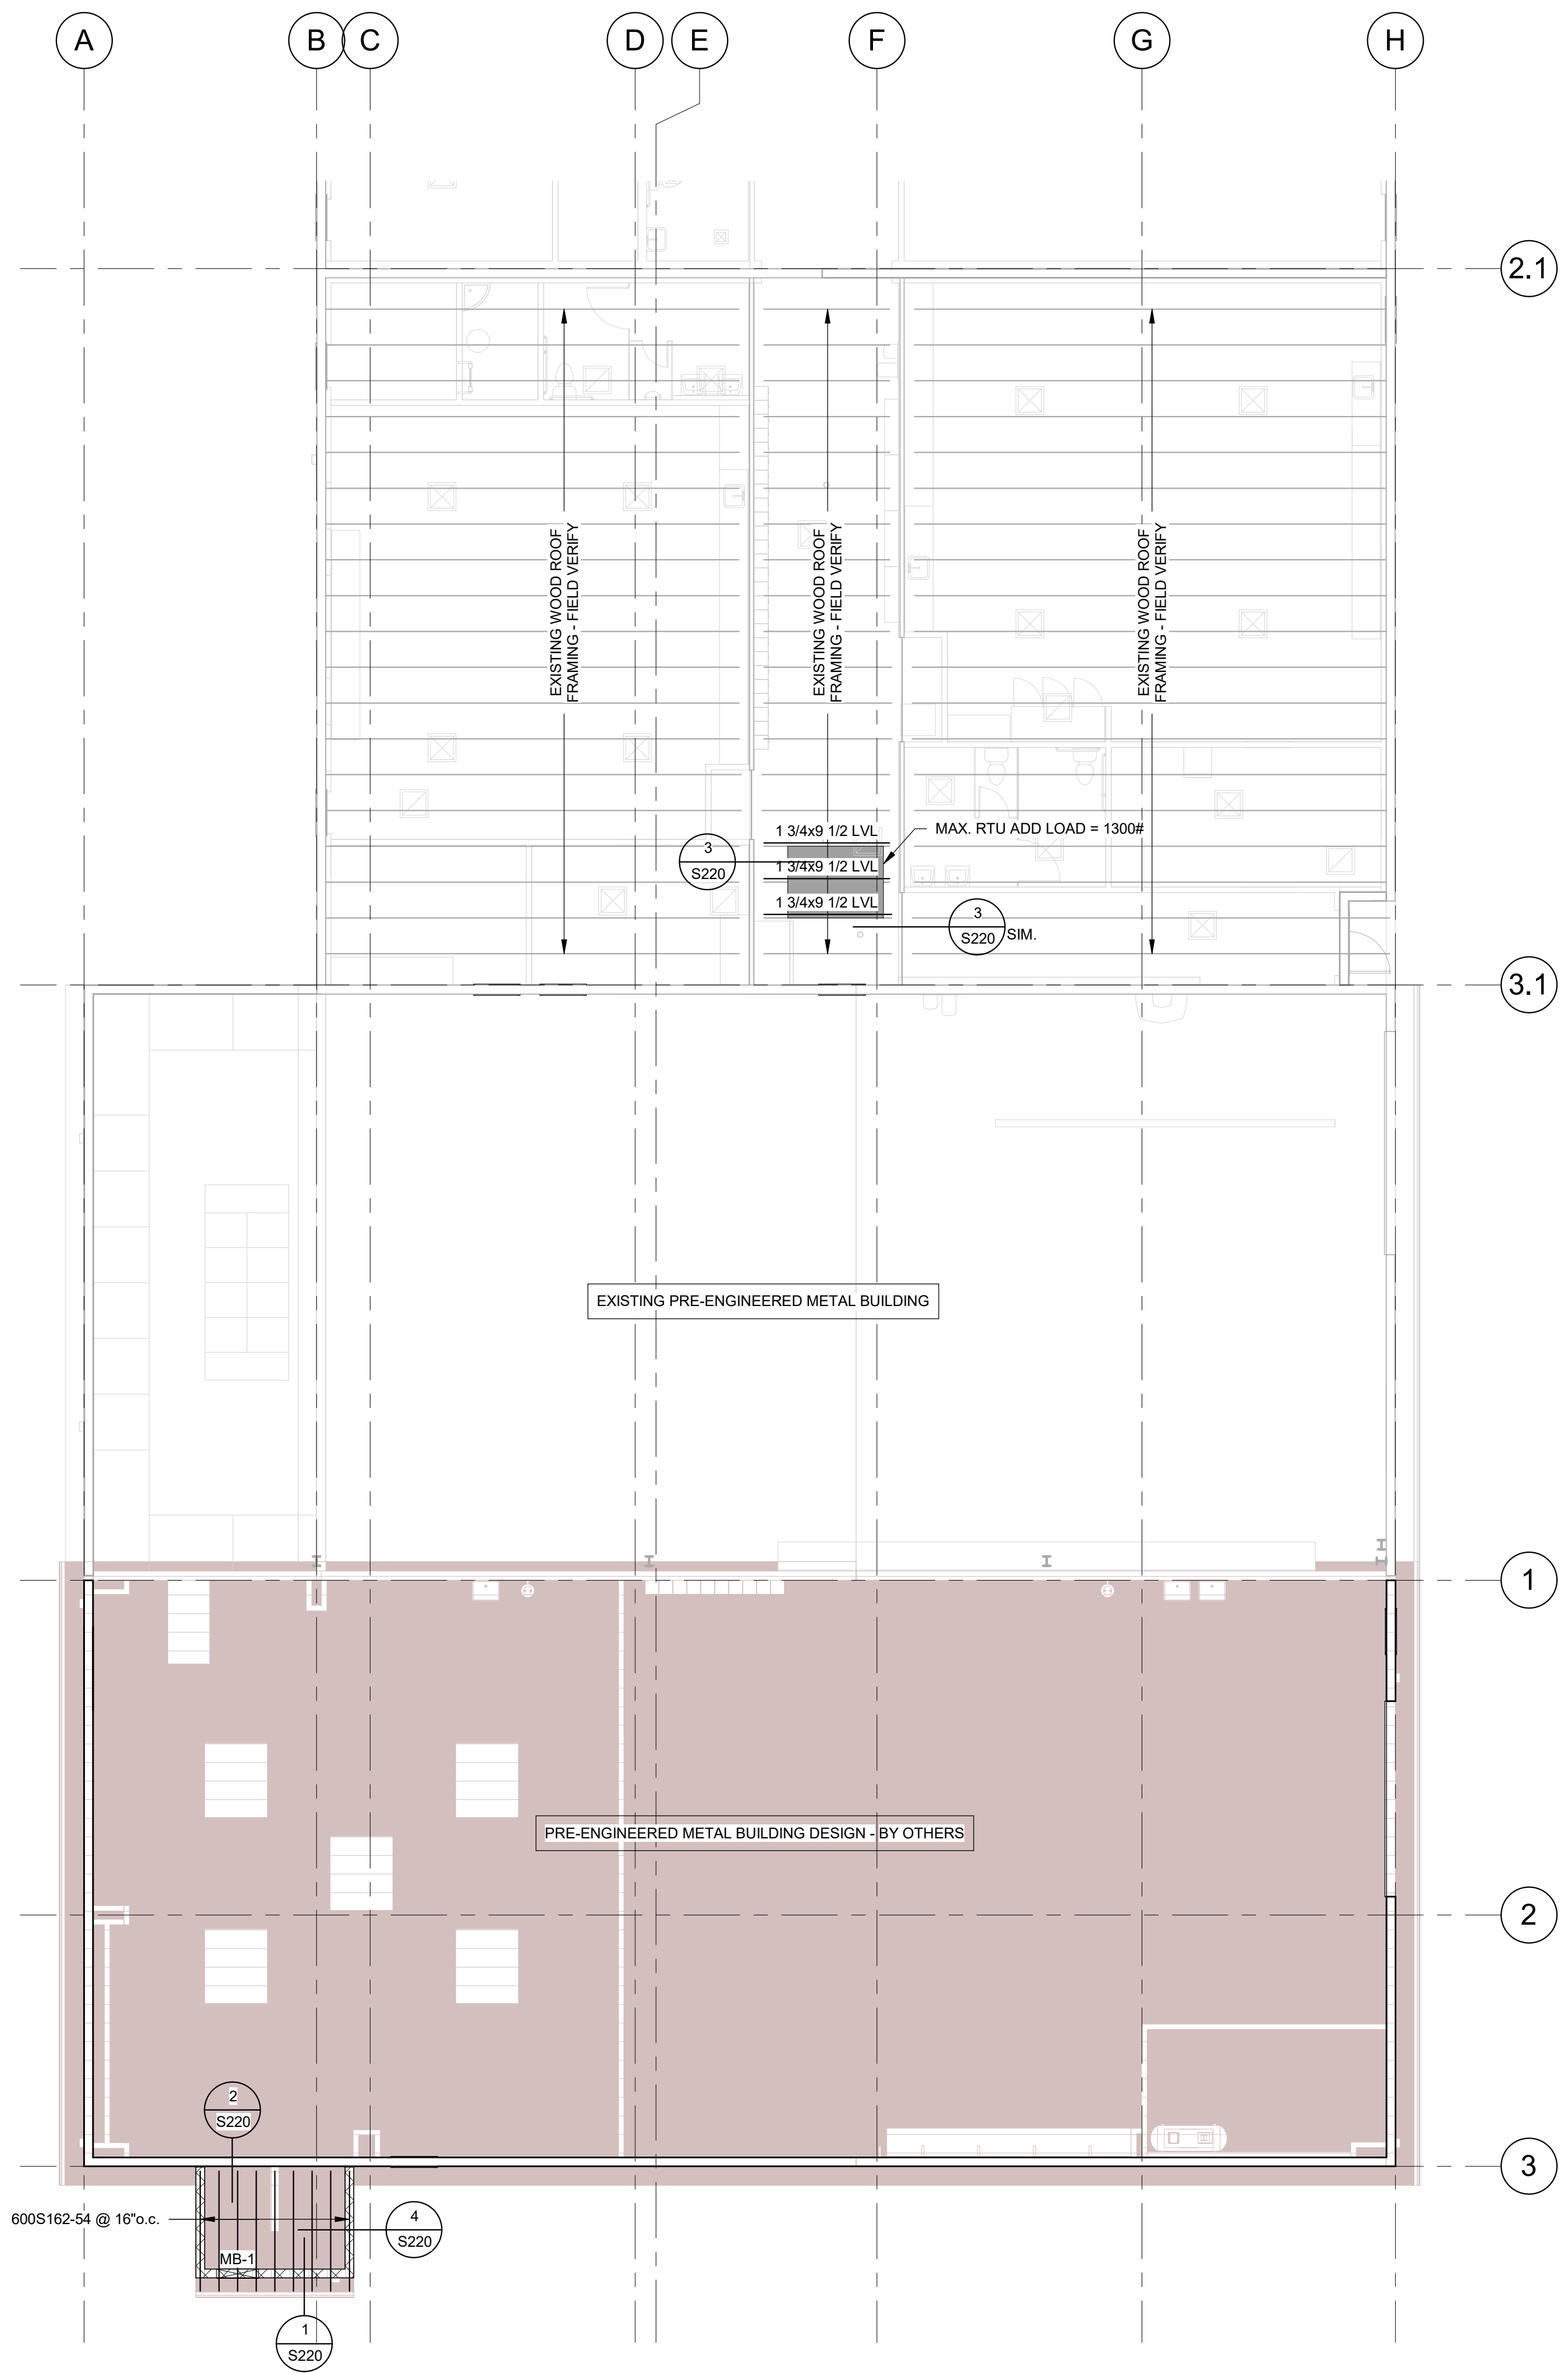 A
B
C
D
E
F
G
H
2.1
EXISTING WOOD ROOF
FRAMING - FIELD VERIFY
EXISTING WOOD ROOF
FRAMING - FIELD VERIFY
EXISTING WOOD ROOF
FRAMING - FIELD VERIFY
1 3/4x9 1/2 LVL
MAX. RTU ADD LOAD = 1300#
3
S220
1 3/4x9 1/2 LVL
1 3/4x9 1/2 LVL
3
S220
SIM.
3.1
EXISTING PRE-ENGINEERED METAL BUILDING
1
PRE-ENGINEERED METAL BUILDING DESIGN - BY OTHERS
2
2
S220
3
600S162-54 @ 16"o.c.
4
S220
MB-1
1
S220